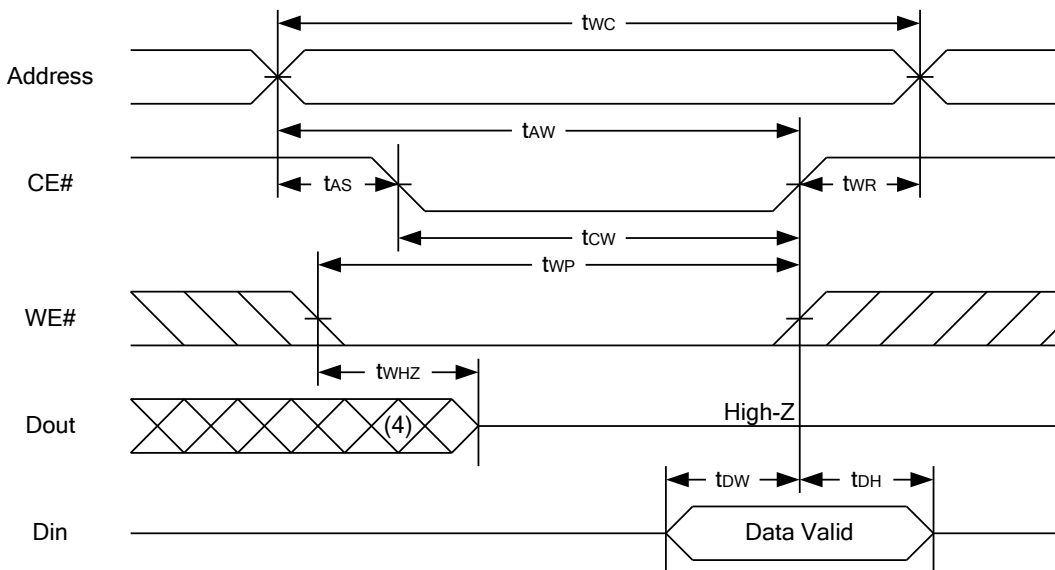 tWC
Address
tAW
CE#
tAS
tWR
tCW
tWP
WE#
tWHZ
Dout
(4)
High-Z
tDW
tDH
Din
Data Valid